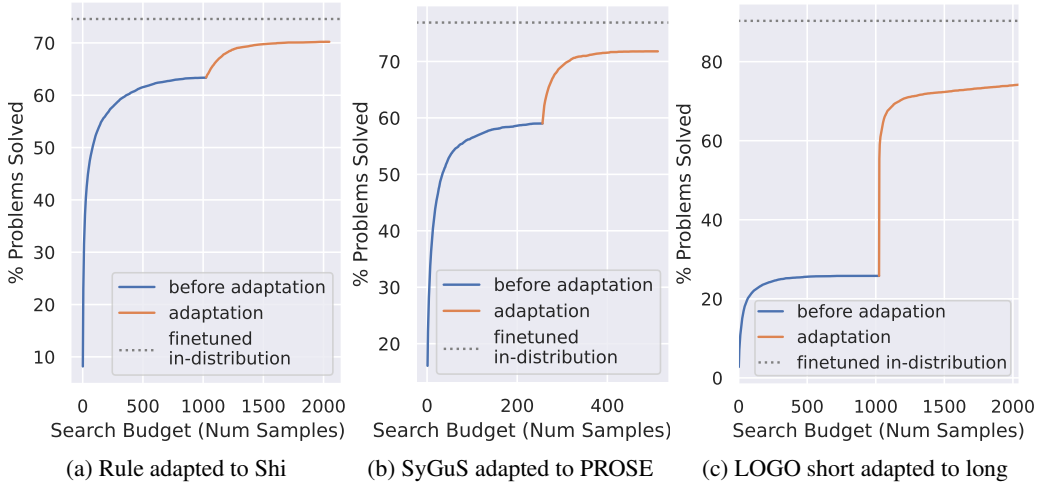 % Problems Solved
70
60
50
40
30
20
10
before adaptation
adaptation
finetuned
in-distribution
0 500 1000 1500 2000
Search Budget (Num Samples)
(a) Rule adapted to Shi
% Problems Solved
70
60
50
40
30
20
before adaptation
adaptation
finetuned
in-distribution
0 200 400
Search Budget (Num Samples)
(b) SyGuS adapted to PROSE
% Problems Solved
80
60
40
20
0
before adapation
adaptation
finetuned in-distribution
0 500 1000 1500 2000
Search Budget (Num Samples)
(c) LOGO short adapted to long